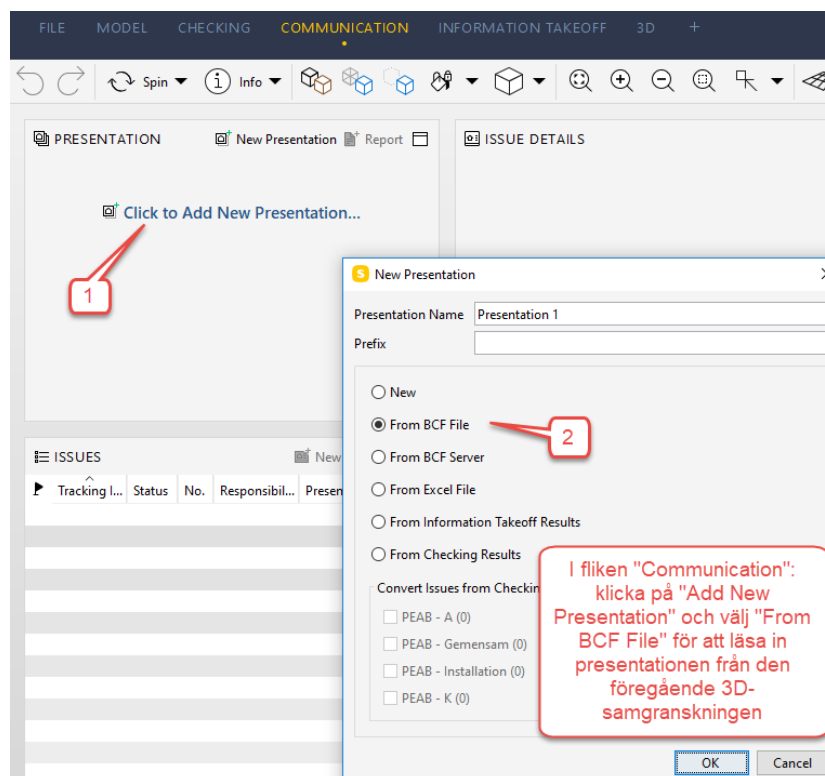 FILE MODEL CHECKING COMMUNICATION INFORMATION TAKEOFF 3D +
Spin Info
PRESENTATION New Presentation Report
ISSUE DETAILS
Click to Add New Presentation...
1
New Presentation
Presentation Name Presentation 1
Prefix
New
From BCF File
2
From BCF Server
From Excel File
From Information Takeoff Results
From Checking Results
Convert Issues from Checkin
PEAB - A (0)
PEAB - Gemensam (0)
PEAB - Installation (0)
PEAB - K (0)
OK Cancel
ISSUES New
Tracking I... Status No. Responsibil... Presen
I fliken "Communication":
klicka på "Add New
Presentation" och välj "From
BCF File" för att läsa in
presentationen från den
föregående 3D-
samgranskningen